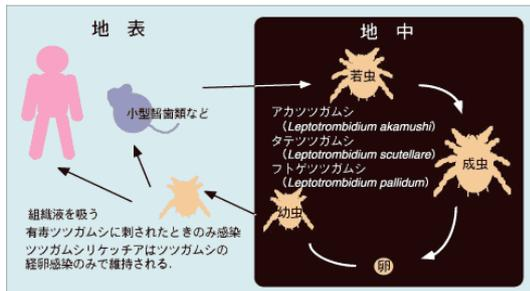 地 表
地 中
若虫
小型齧歯類など
アカツツガムシ
(Leptotrombidium akamushi)
タテツツガムシ
(Leptotrombidium scutellare)
フトゲツツガムシ
(Leptotrombidium pallidum)
成虫
幼虫
卵
組織液を吸う
有毒ツツガムシに刺されたときのみ感染
ツツガムシリケッチアはツツガムシの
経卵感染のみで維持される.